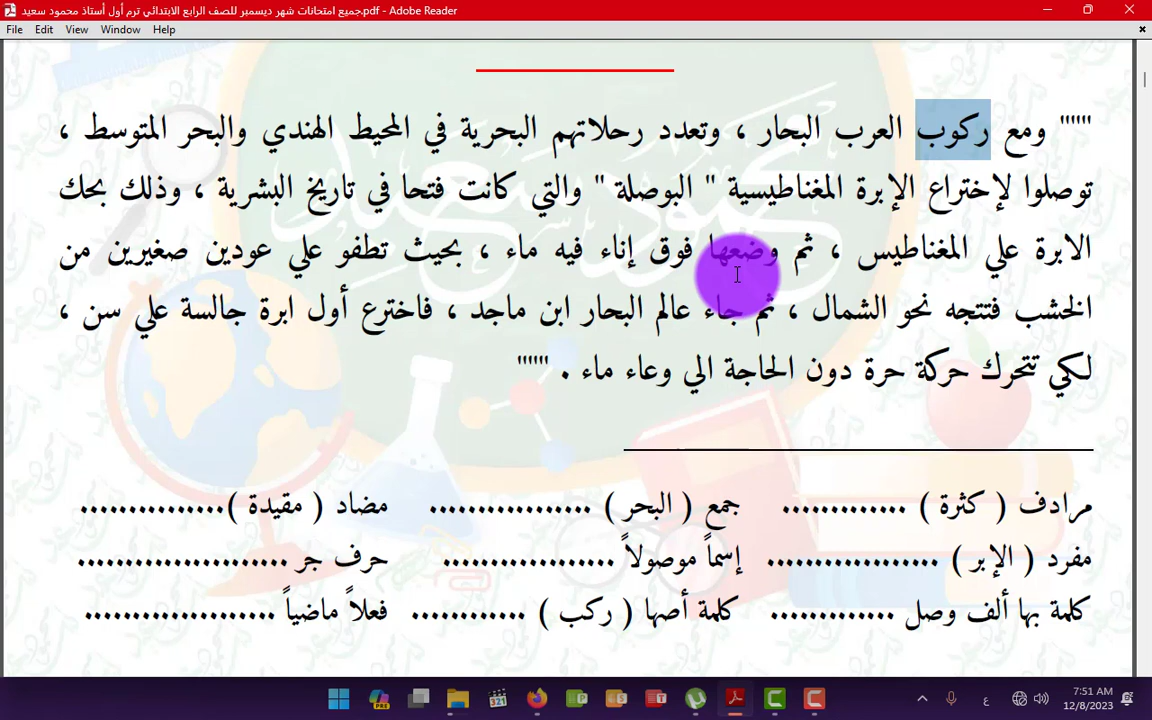 جميع امتحانات شهر ديسمبر للصف الرابع الابتدائي ترم أول أستاذ محمود سعيد.pdf - Adobe Reader
File Edit View Window Help
""" ومع ركوب العرب البحار ، وتعدد رحلاتهم البحرية في المحيط الهندي والبحر المتوسط ،
توصلوا لإختراع الإبرة المغناطيسية " البوصلة " والتي كانت فتحا في تاريخ البشرية ، وذلك بحك
الابرة علي المغناطيس ، ثم وضعها فوق إناء فيه ماء ، بحيث تطفو علي عودين صغيرين من
الخشب فتتجه نحو الشمال ، ثم جاء عالم البحار ابن ماجد ، فاخترع أول ابرة جالسة علي سن ،
لكي تتحرك حركة حرة دون الحاجة الي وعاء ماء . """
مرادف ( كثرة ) ............. جمع ( البحر ) ................. مضاد ( مقيدة )...............
مفرد ( الإبر ) .................. إسماً موصولاً .................. حرف جر ......................
كلمة بها ألف وصل ............. كلمة أصها ( ركب ) ............ فعلاً ماضياً ....................
محمود سعيد
7:51 AM
12/8/2023